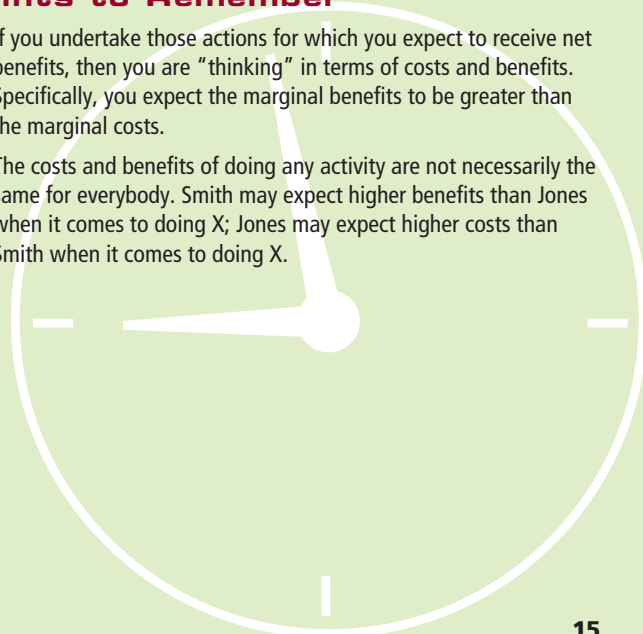 to Remember
f you undertake those actions for which you expect to receive net
benefits, then you are “thinking” in terms of costs and benefits.
Specifically, you expect the marginal benefits to be greater than
the marginal costs.
The costs and benefits of doing any activity are not necessarily the
same for everybody. Smith may expect higher benefits than Jones
when it comes to doing X; Jones may expect higher costs than
Smith when it comes to doing X.
15